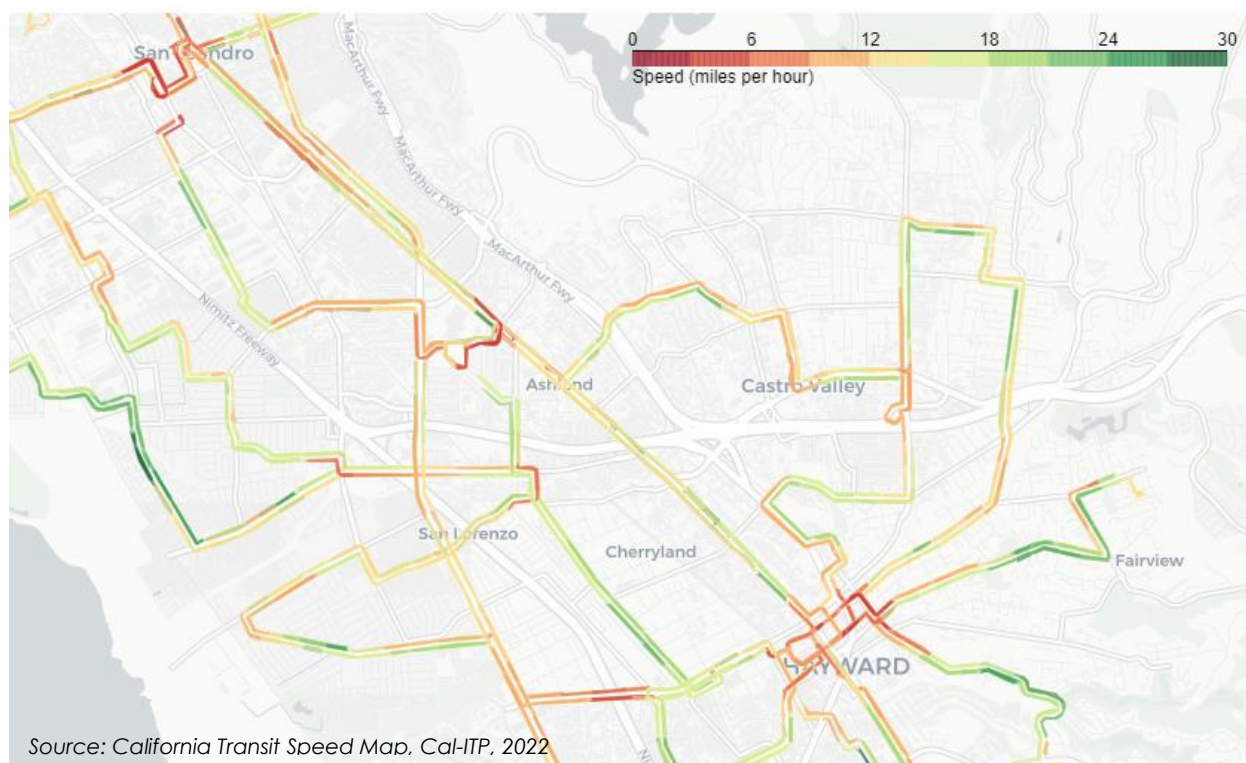 San Leandro
MacArthur Fwy
0 6 12 18 24 30
Speed (miles per hour)
MacArthur Fwy
MacArthur Fwy
Nimitz Freeway
Ashland
Castro Valley
San Lorenzo
Cherryland
Fairview
HAYWARD
Source: California Transit Speed Map, Cal-ITP, 2022